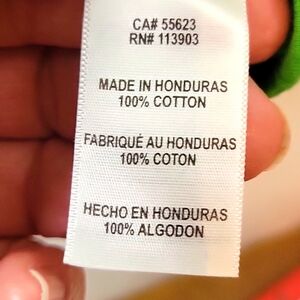 CA# 55623
RN# 113903
MADE IN HONDURAS
100% COTTON
FABRIQUÉ AU HONDURAS
100% COTON
HECHO EN HONDURAS
100% ALGODON